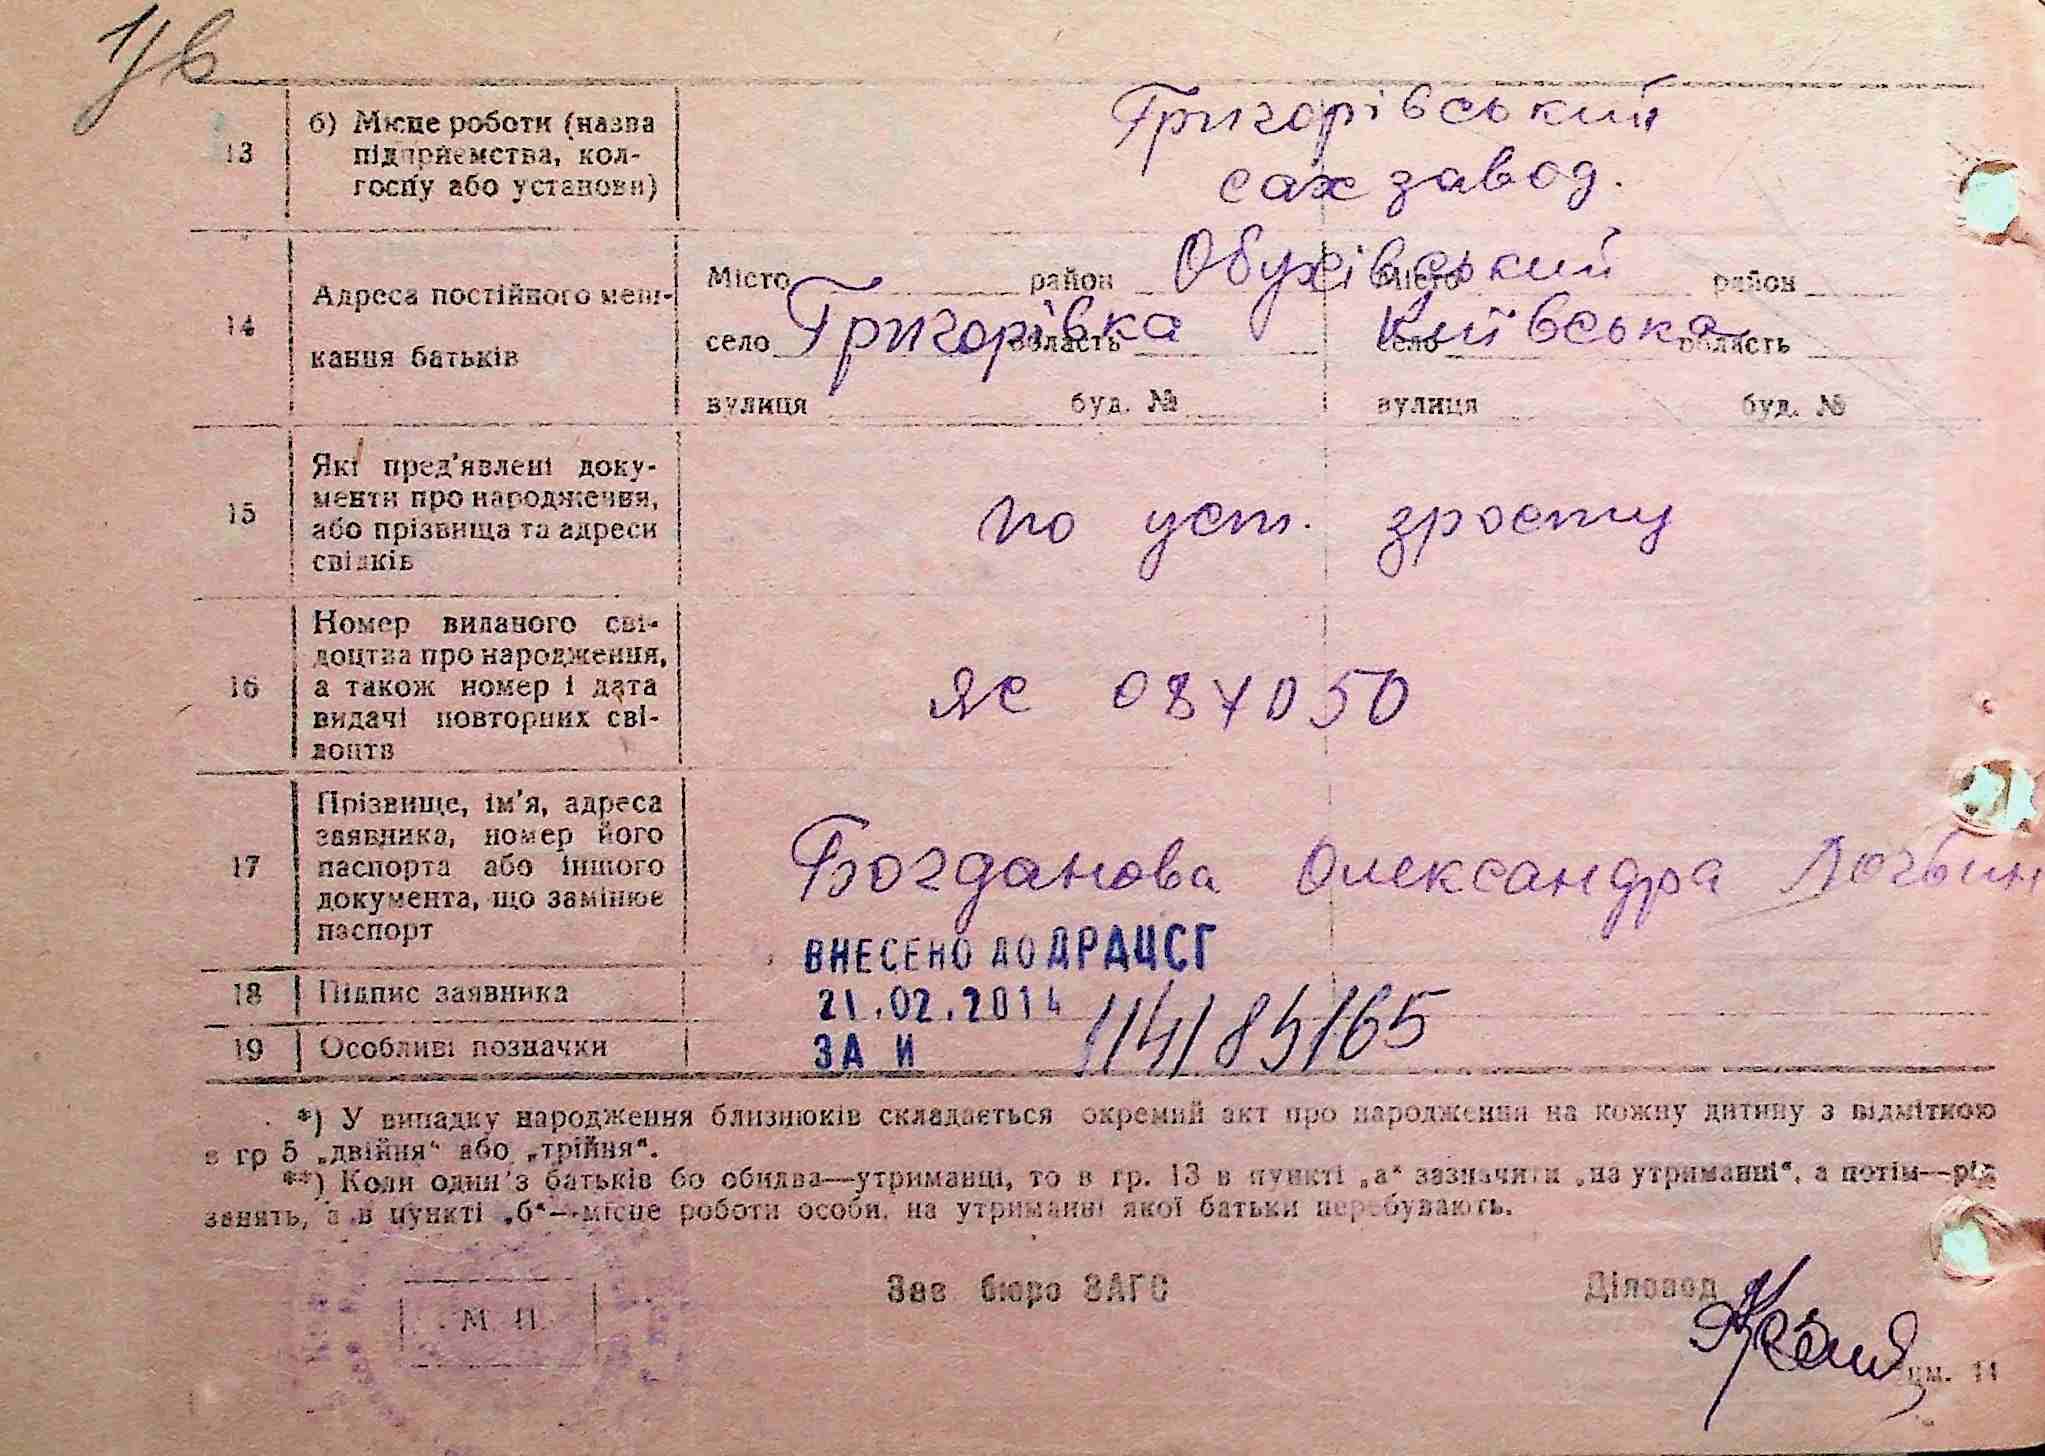 13 б) Місце роботи (назва
підприємства, кол-
госпу або установи)
Григорівський
сахзавод.
14 Адреса постійного меш-
кання батьків
Місто район Обухівський Місто район
село Григорівка область Київська село область
вулиця буд. № вулиця буд. №
15 Які пред'явлені доку-
менти про народження,
або прізвища та адреси
свідків
по уст. зросту
16 Номер виданого сві-
доцтва про народження,
а також номер і дата
видачі повторних сві-
доцтв
ЯС 087050
17 Прізвище, ім'я, адреса
заявника, номер його
паспорта або іншого
документа, що замінює
паспорт
Богданова Олександра Логвин
ВНЕСЕНО ДО ДРАЦСГ
18 Підпис заявника
21.02.2014
19 Особливі позначки
ЗА И
*) У випадку народження близнюків складається окремий акт про народження на кожну дитину з відміткою
в гр 5 „двійня" або „трійня".
**) Коли один з батьків бо обидва—утриманці, то в гр. 13 в пункті „а" зазначити „на утриманні", а потім—рід
занять, а в пункті „б"—місце роботи особи, на утриманні якої батьки перебувають.
М. П.
Зав бюро ЗАГС
Діловод